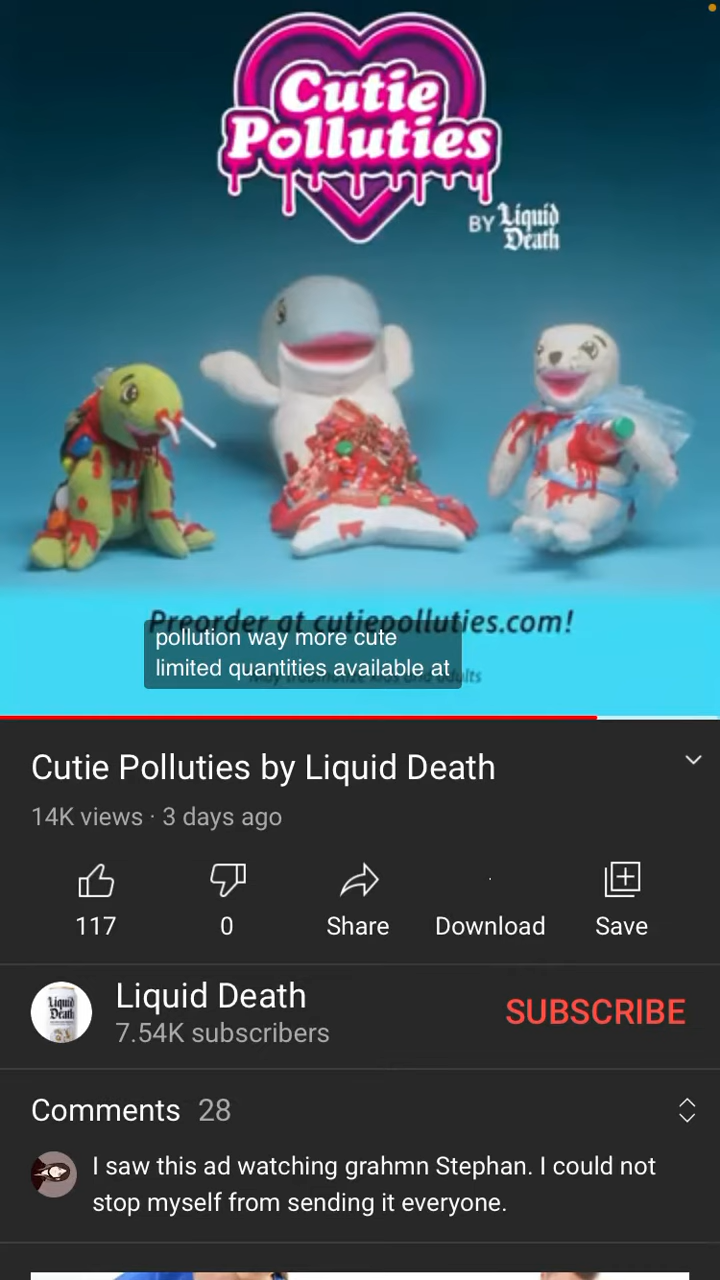 Cutie
Polluties
BY Liquid
Death
Preorder at cutiepolluties.com!
pollution way more cute
limited quantities available at
Cutie Polluties by Liquid Death
14K views · 3 days ago
117
0
Share
Download
Save
Liquid Death
7.54K subscribers
SUBSCRIBE
Comments 28
I saw this ad watching grahmn Stephan. I could not
stop myself from sending it everyone.